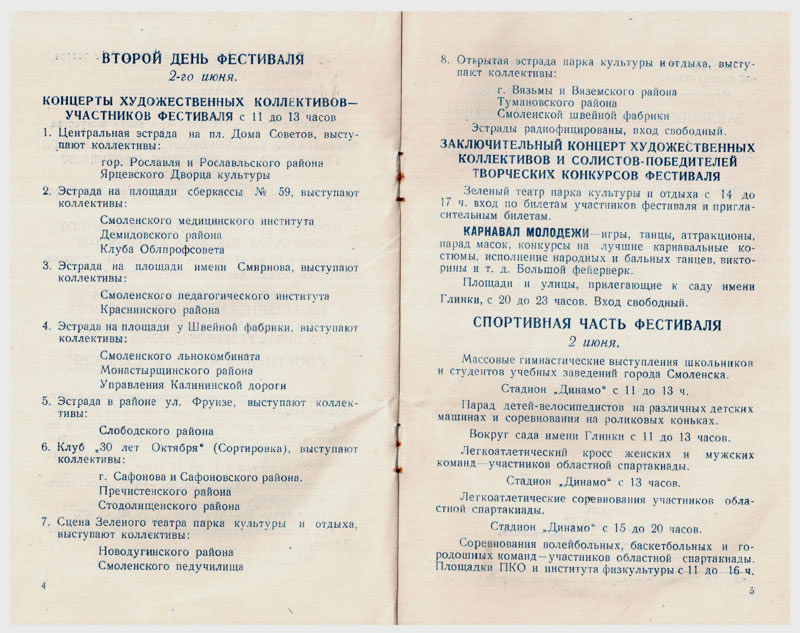 ВТОРОЙ ДЕНЬ ФЕСТИВАЛЯ
2-го июня.
КОНЦЕРТЫ ХУДОЖЕСТВЕННЫХ КОЛЛЕКТИВОВ—
УЧАСТНИКОВ ФЕСТИВАЛЯ с 11 до 13 часов
1. Центральная эстрада на пл. Дома Советов, высту-
пают коллективы:
гор. Рославля и Рославльского района
Ярцевского Дворца культуры
2. Эстрада на площади сберкассы № 59, выступают
коллективы:
Смоленского медицинского института
Демидовского района
Клуба Облпрофсовета
3. Эстрада на площади имени Смирнова, выступают
коллективы:
Смоленского педагогического института
Краснинского района
4. Эстрада на площади у Швейной фабрики, выступают
коллективы:
Смоленского льнокомбината
Монастырщинского района
Управления Калининской дороги
5. Эстрада в районе ул. Фрунзе, выступают коллек-
тивы:
Слободского района
6. Клуб „30 лет Октября“ (Сортировка), выступают
коллективы:
г. Сафонова и Сафоновского района.
Пречистенского района
Стодолищенского района
7. Сцена Зеленого театра парка культуры и отдыха,
выступают коллективы:
Новодугинского района
Смоленского педучилища
4
8. Открытая эстрада парка культуры и отдыха, высту-
пают коллективы:
г. Вязьмы и Вяземского района
Тумановского района
Смоленской швейной фабрики
Эстрады радиофицированы, вход свободный.
ЗАКЛЮЧИТЕЛЬНЫЙ КОНЦЕРТ ХУДОЖЕСТВЕННЫХ
КОЛЛЕКТИВОВ И СОЛИСТОВ-ПОБЕДИТЕЛЕЙ
ТВОРЧЕСКИХ КОНКУРСОВ ФЕСТИВАЛЯ
Зеленый театр парка культуры и отдыха с 14 до
17 ч. вход по билетам участников фестиваля и пригла-
сительным билетам.
КАРНАВАЛ МОЛОДЕЖИ—игры, танцы, аттракционы,
парад масок, конкурсы на лучшие карнавальные ко-
стюмы, исполнение народных и бальных танцев, викто-
рины и т. д. Большой фейерверк.
Площади и улицы, прилегающие к саду имени
Глинки, с 20 до 23 часов. Вход свободный.
СПОРТИВНАЯ ЧАСТЬ ФЕСТИВАЛЯ
2 июня.
Массовые гимнастические выступления школьников
и студентов учебных заведений города Смоленска.
Стадион „Динамо“ с 11 до 13 ч.
Парад детей-велосипедистов на различных детских
машинах и соревнования на роликовых коньках.
Вокруг сада имени Глинки с 11 до 13 часов.
Легкоатлетический кросс женских и мужских
команд—участников областной спартакиады.
Стадион „Динамо“ с 13 часов.
Легкоатлетические соревнования участников обла-
стной спартакиады.
Стадион „Динамо“ с 15 до 20 часов.
Соревнования волейбольных, баскетбольных и го-
родошных команд—участников областной спартакиады.
Площадки ПКО и института физкультуры с 11 до 16 ч.
5